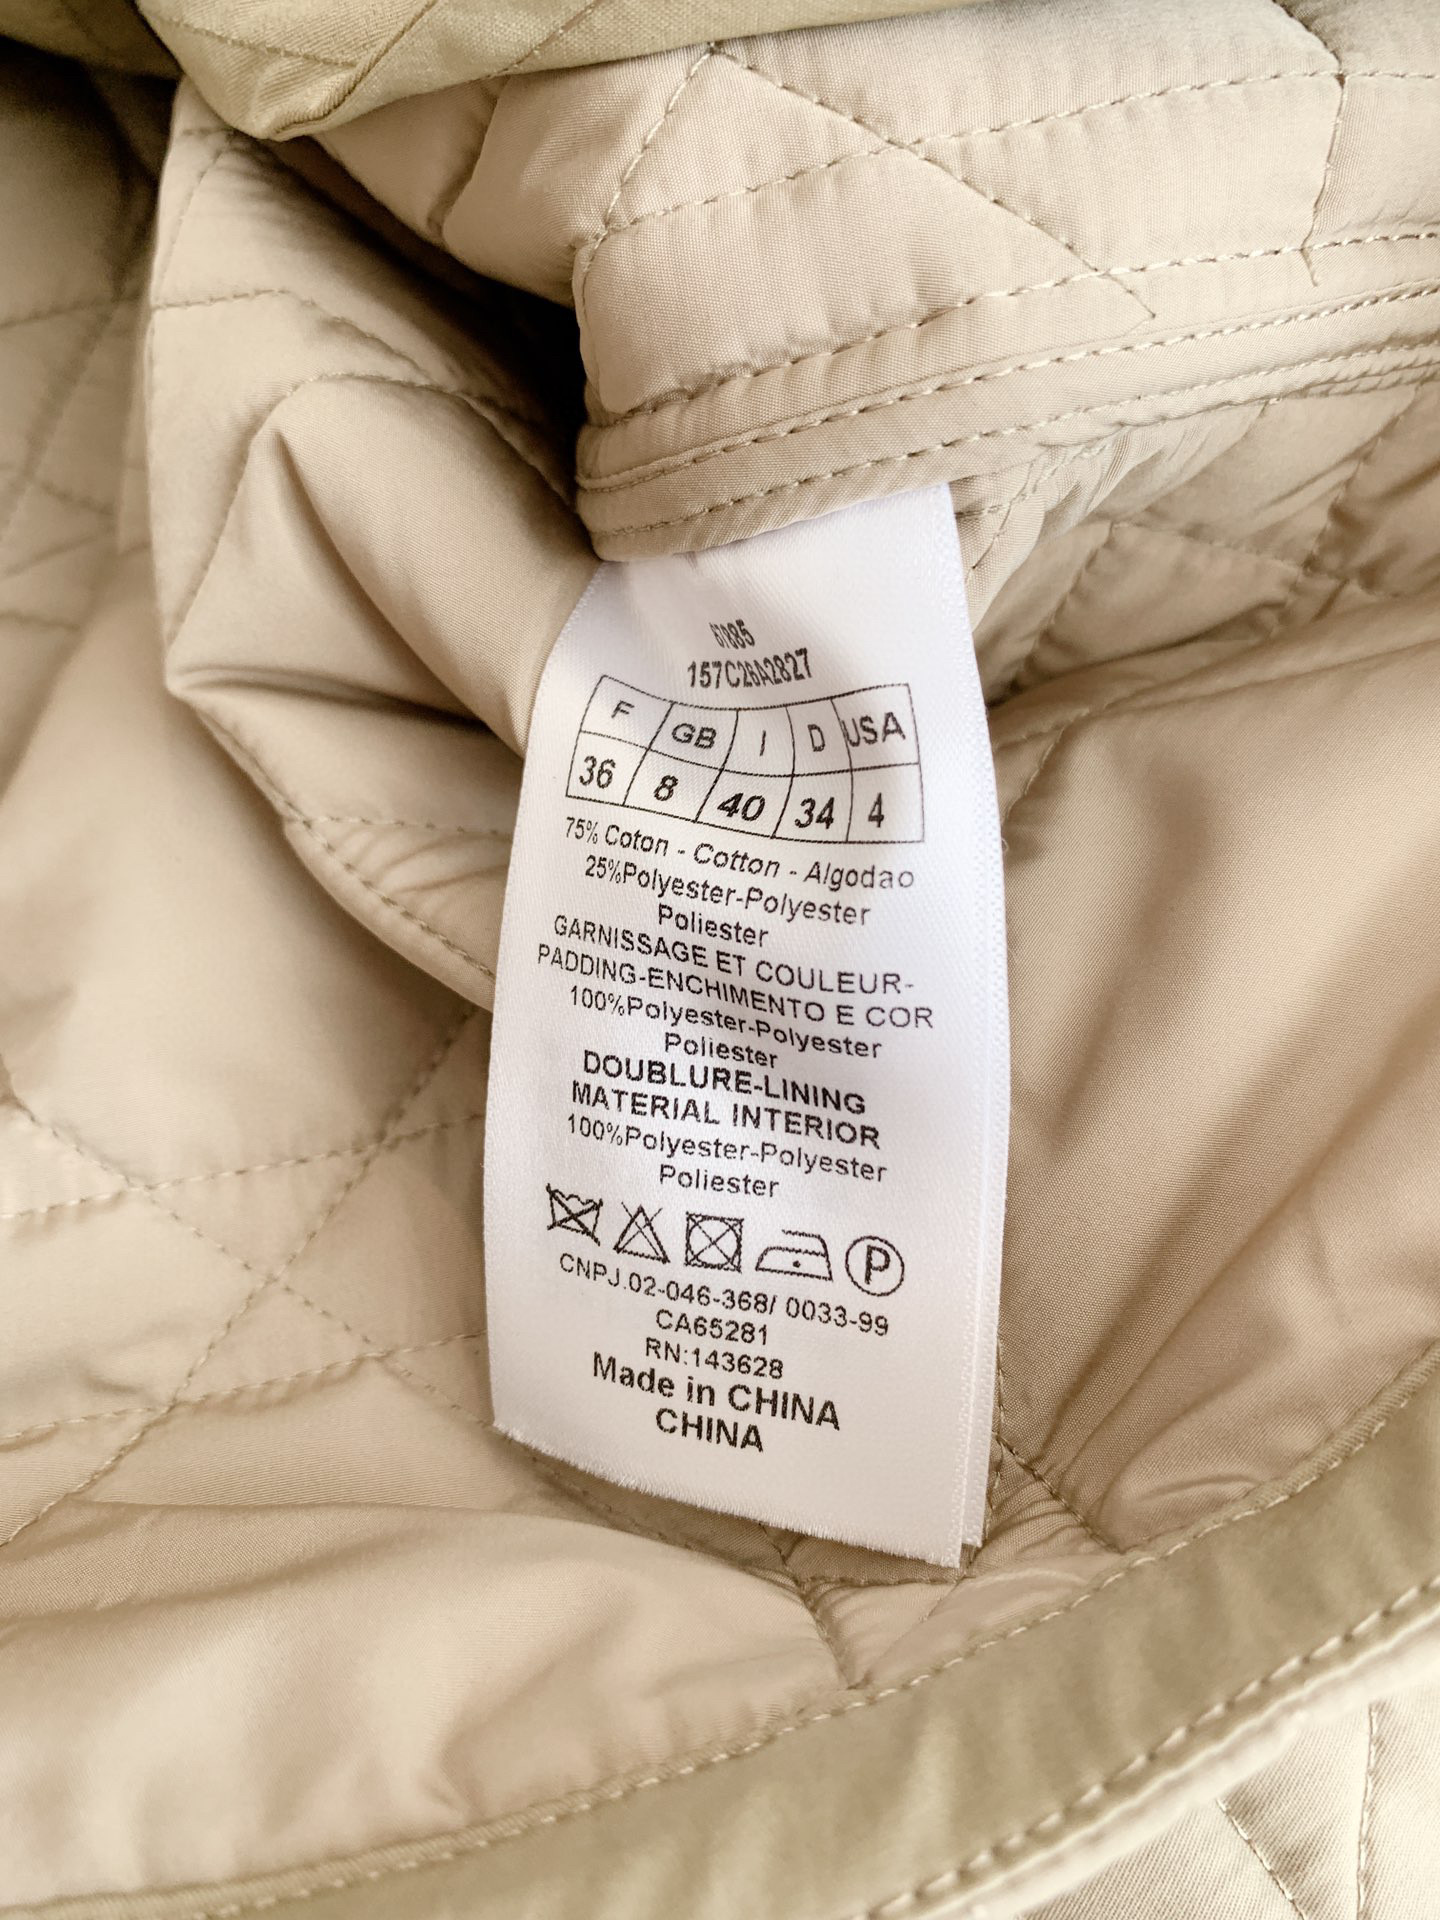 67885
157C26A2827
F GB I D USA
36 8 40 34 4
75% Coton - Cotton - Algodao
25%Polyester-Polyester
Poliester
GARNISSAGE ET COULEUR-
PADDING-ENCHIMENTO E COR
100%Polyester-Polyester
Poliester
DOUBLURE-LINING
MATERIAL INTERIOR
100%Polyester-Polyester
Poliester
P
CNPJ.02-046-368/ 0033-99
CA65281
RN:143628
Made in CHINA
CHINA